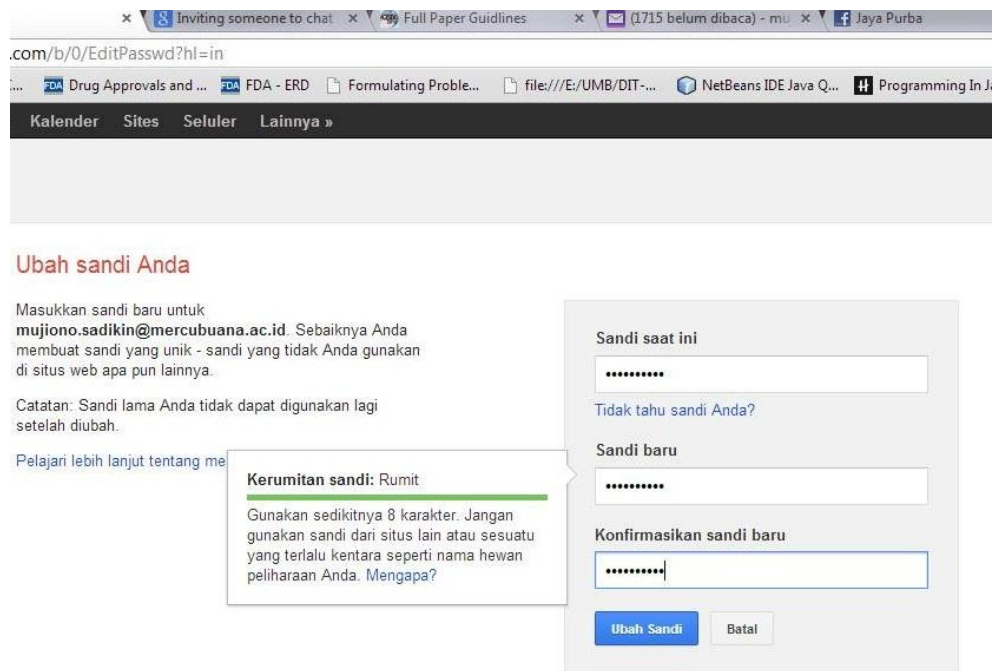 Inviting someone to chat
Full Paper Guidlines
(1715 belum dibaca) - mu
Jaya Purba
.com/b/0/EditPasswd?hl=in
... FDA Drug Approvals and ... FDA FDA - ERD Formulating Proble... file:///E:/UMB/DIT-... NetBeans IDE Java Q... Programming In Ja
Kalender Sites Seluler Lainnya »
Ubah sandi Anda
Masukkan sandi baru untuk
mujiono.sadikin@mercubuana.ac.id. Sebaiknya Anda
membuat sandi yang unik - sandi yang tidak Anda gunakan
di situs web apa pun lainnya.
Catatan: Sandi lama Anda tidak dapat digunakan lagi
setelah diubah.
Pelajari lebih lanjut tentang me
Kerumitan sandi: Rumit
Gunakan sedikitnya 8 karakter. Jangan
gunakan sandi dari situs lain atau sesuatu
yang terlalu kentara seperti nama hewan
peliharaan Anda. Mengapa?
Sandi saat ini
••••••••••
Tidak tahu sandi Anda?
Sandi baru
••••••••••
Konfirmasikan sandi baru
••••••••••
Ubah Sandi Batal